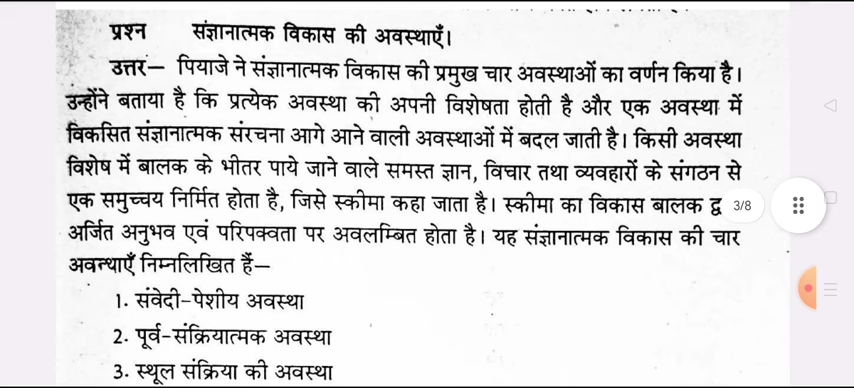 प्रश्न संज्ञानात्मक विकास की अवस्थाएँ।
उत्तर— पियाजे ने संज्ञानात्मक विकास की प्रमुख चार अवस्थाओं का वर्णन किया है।
उन्होंने बताया है कि प्रत्येक अवस्था की अपनी विशेषता होती है और एक अवस्था में
विकसित संज्ञानात्मक संरचना आगे आने वाली अवस्थाओं में बदल जाती है। किसी अवस्था
विशेष में बालक के भीतर पाये जाने वाले समस्त ज्ञान, विचार तथा व्यवहारों के संगठन से
एक समुच्चय निर्मित होता है, जिसे स्कीमा कहा जाता है। स्कीमा का विकास बालक द्व 3/8
अर्जित अनुभव एवं परिपक्वता पर अवलम्बित होता है। यह संज्ञानात्मक विकास की चार
अवन्थाएँ निम्नलिखित हैं—
1. संवेदी-पेशीय अवस्था
2. पूर्व-संक्रियात्मक अवस्था
3. स्थूल संक्रिया की अवस्था